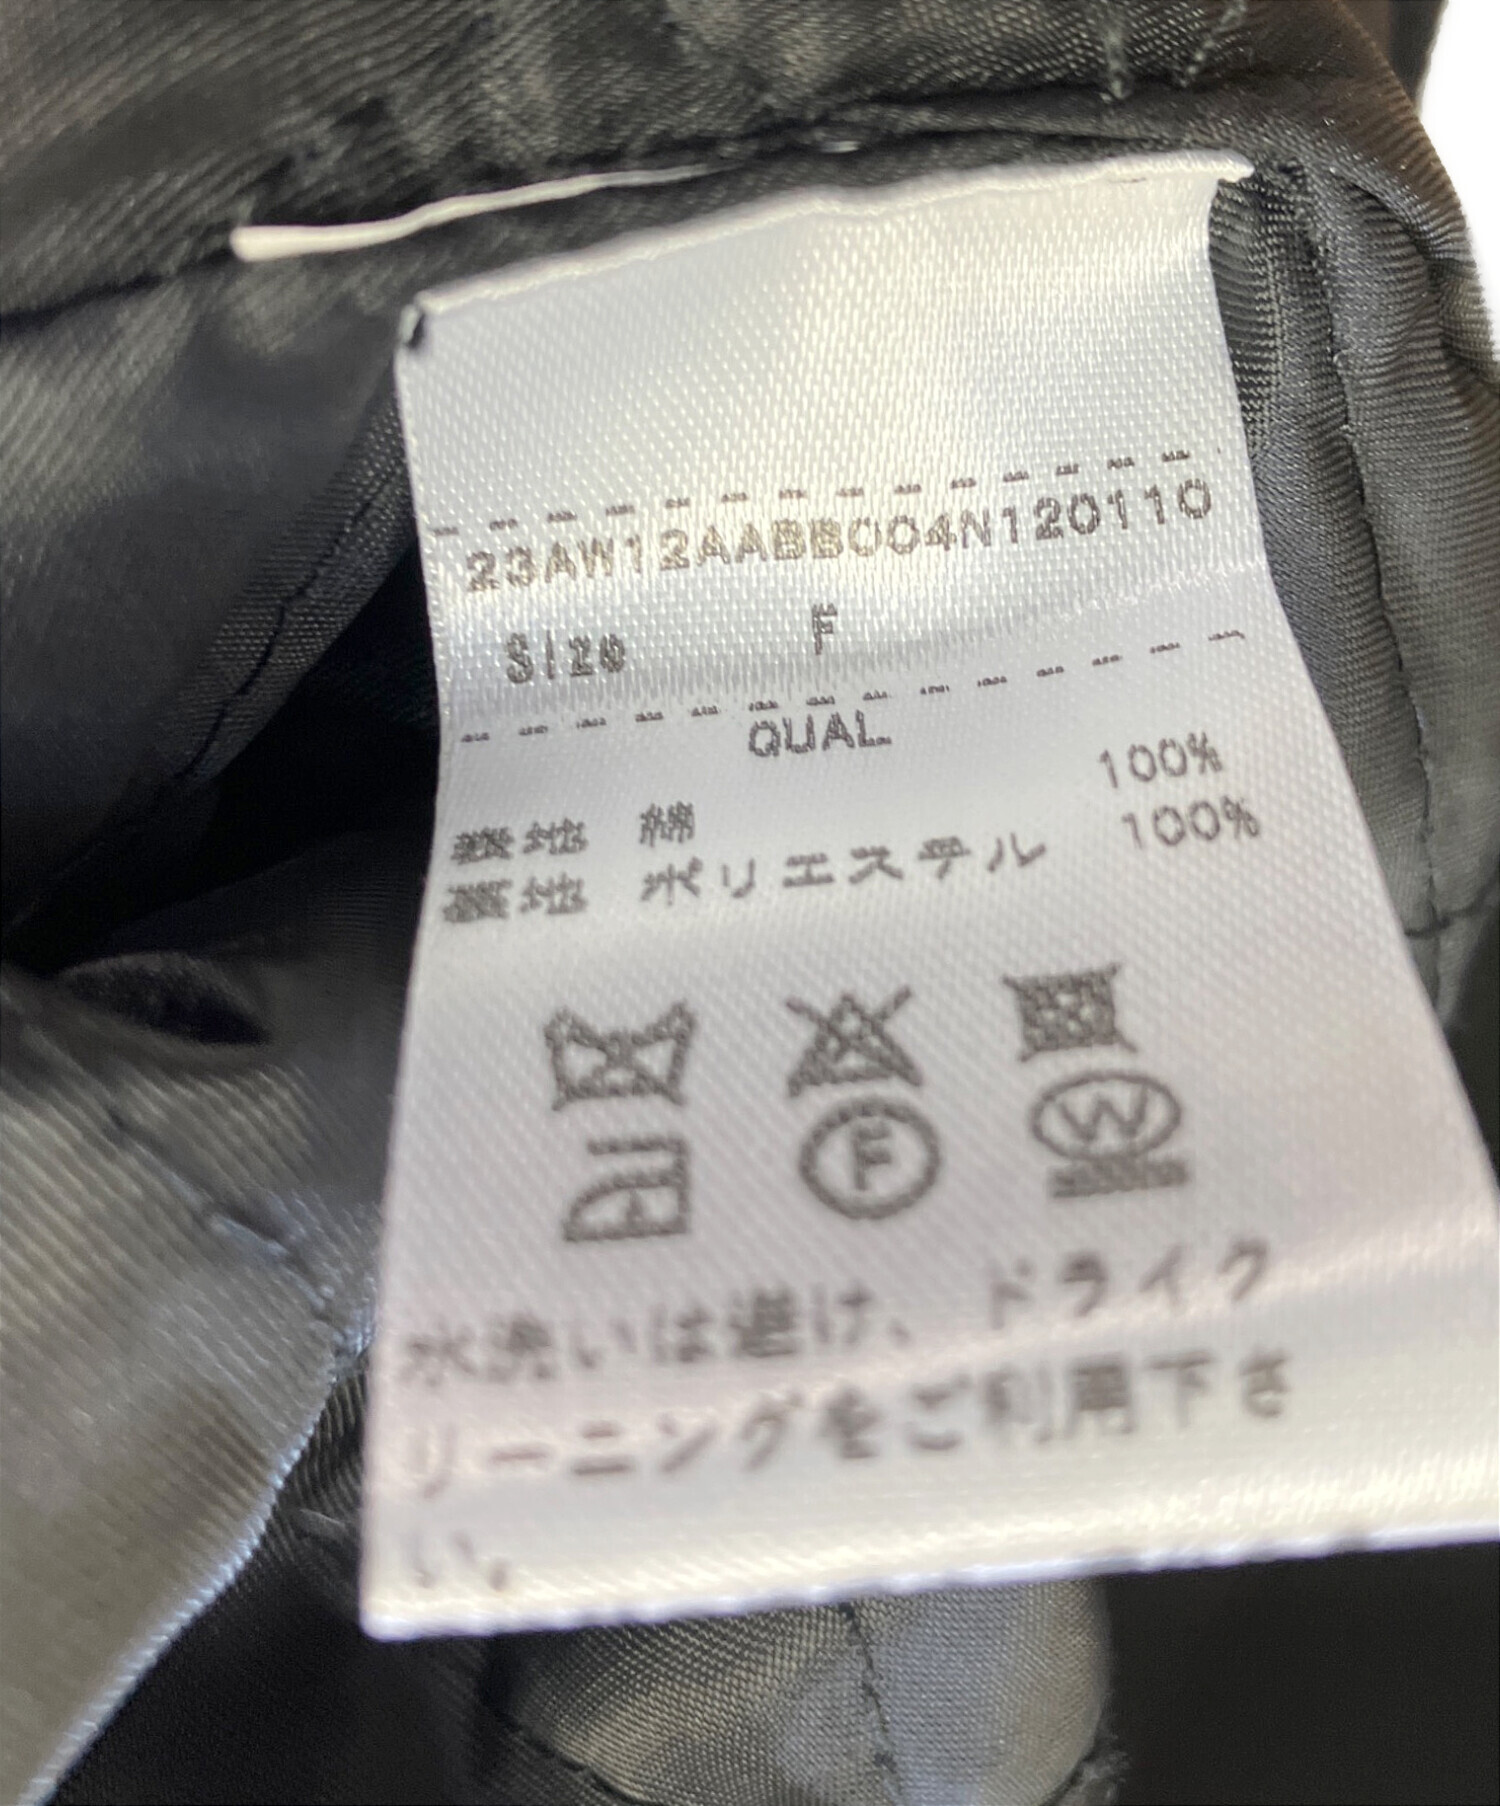 23AW12AABB004N120110
Size F
QUAL
表地 綿 100%
裏地 ポリエステル 100%
F W
水洗いは避け、ドライク
リーニングをご利用下さ
い。